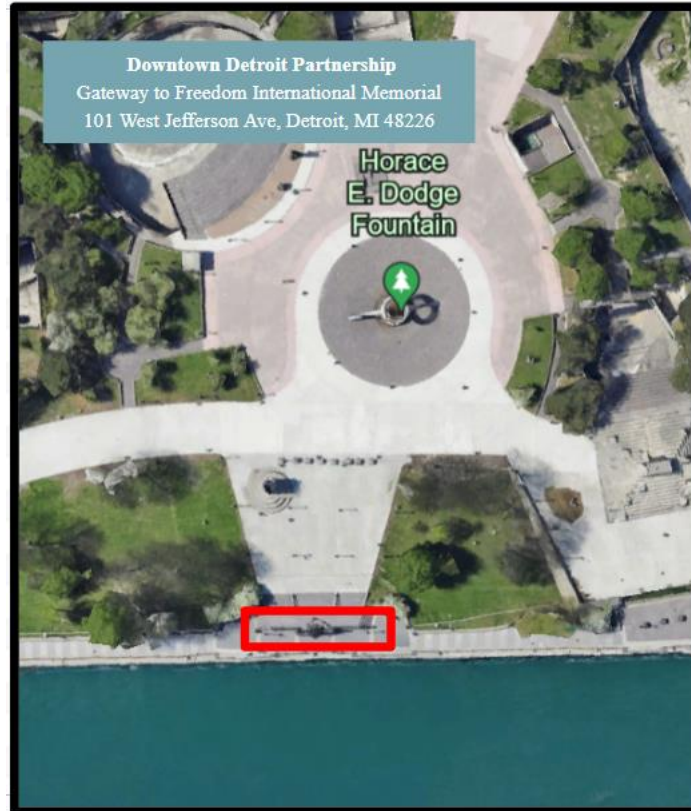 Downtown Detroit Partnership
Gateway to Freedom International Memorial
101 West Jefferson Ave, Detroit, MI 48226
Horace
E. Dodge
Fountain